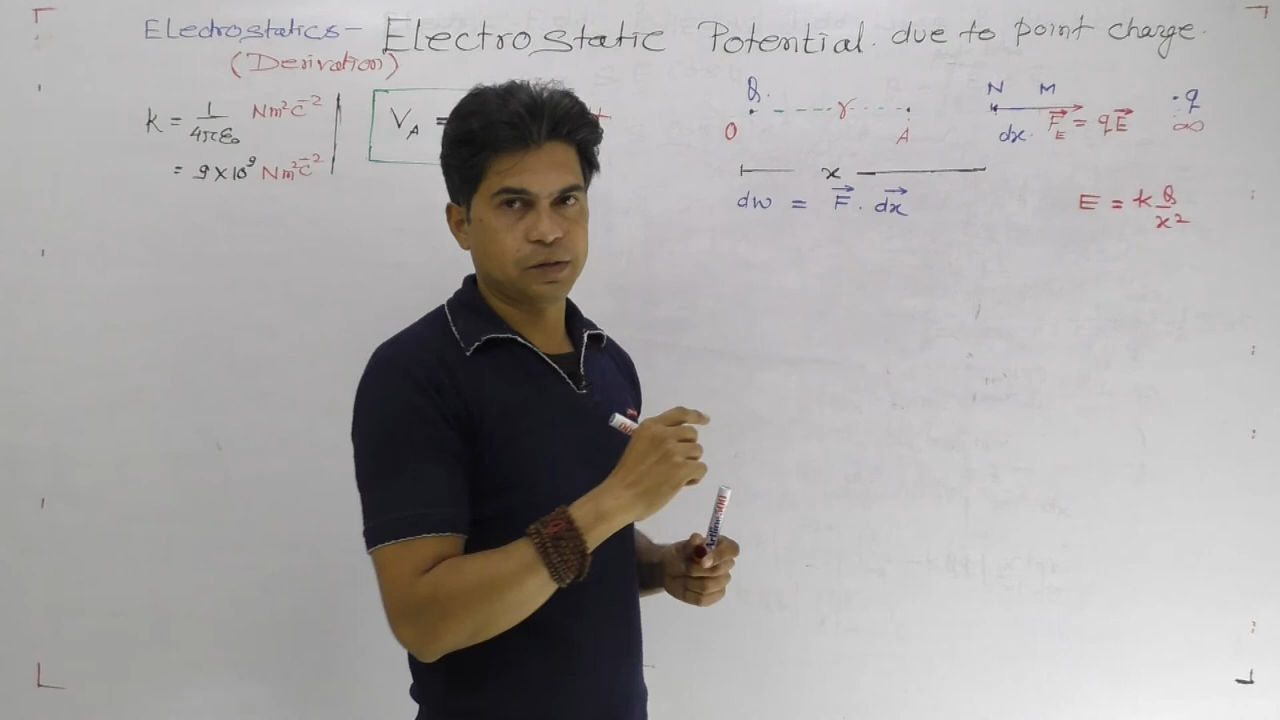 Electrostatics - Electrostatic Potential due to point charge.
(Derivation)
K = 1/4πε₀ Nm²C⁻²
= 9×10⁹ Nm²C⁻²
V_A =
Q r
O A
N M
dx F⃗_E = qE⃗
q
∞
x
dw = F⃗ . dx⃗
E = k Q/x²